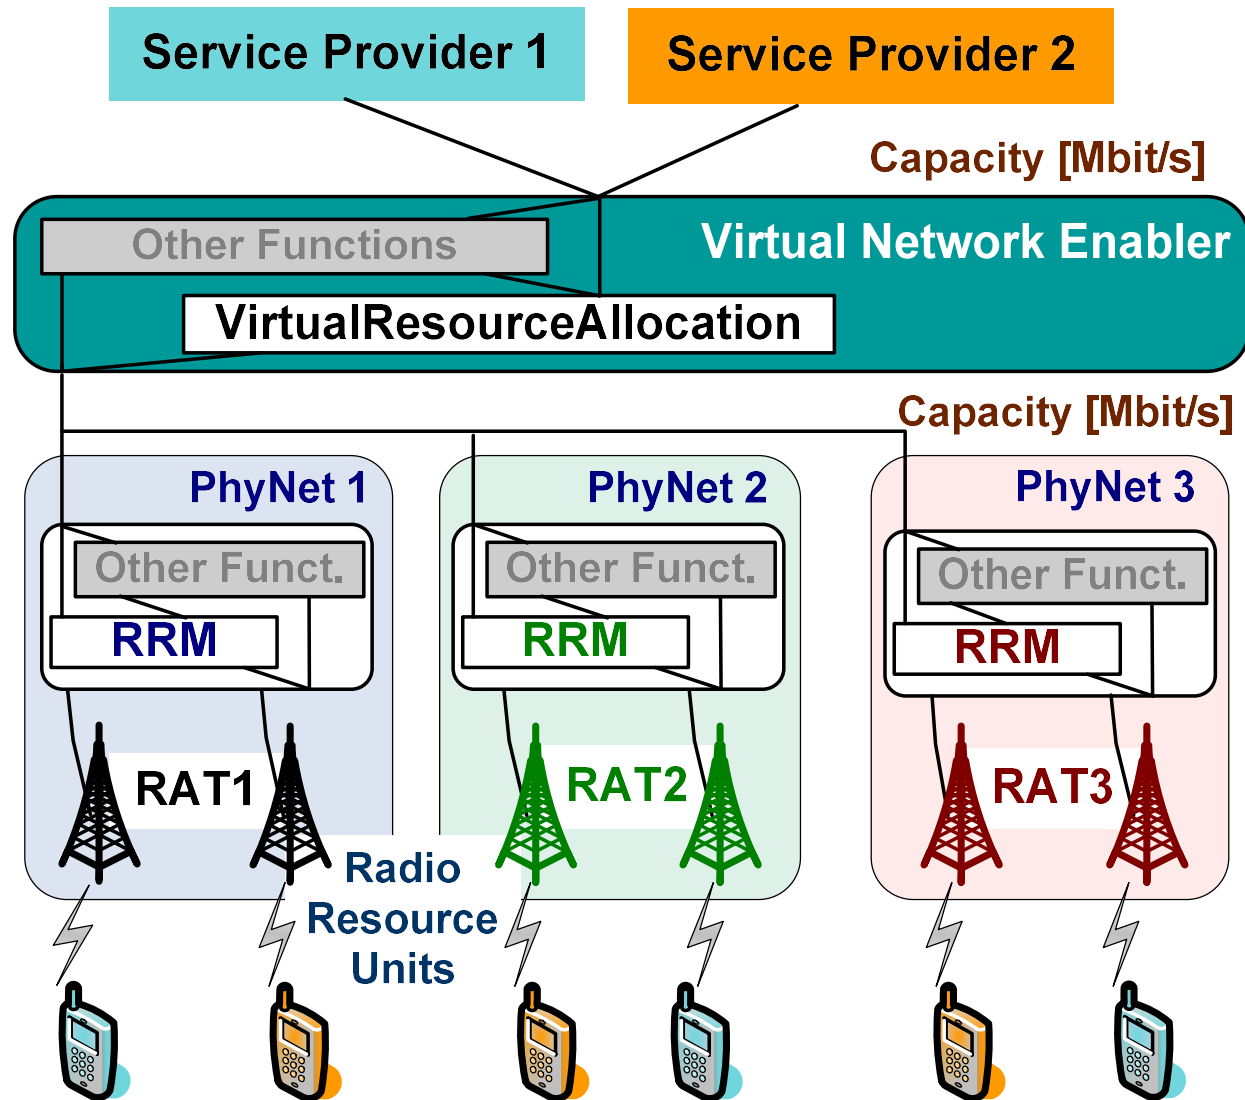 Service Provider 1
Service Provider 2
Capacity [Mbit/s]
Other Functions
Virtual Network Enabler
VirtualResourceAllocation
Capacity [Mbit/s]
PhyNet 1
PhyNet 2
PhyNet 3
Other Funct.
Other Funct.
Other Funct.
RRM
RRM
RRM
RAT1
RAT2
RAT3
Radio
Resource
Units